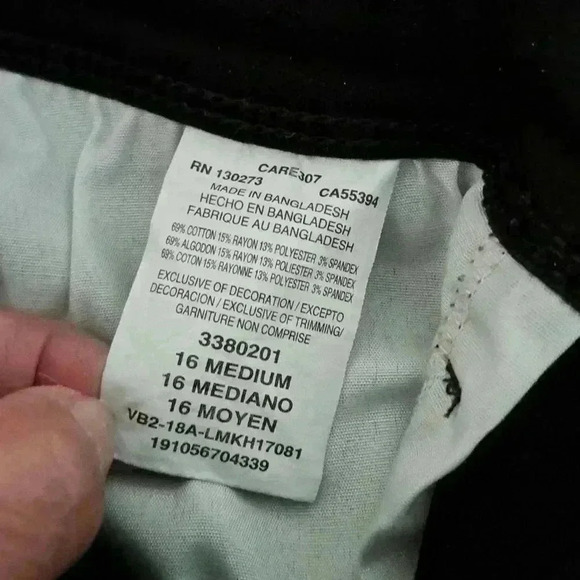 CARE307
RN 130273 CA55394
MADE IN BANGLADESH
HECHO EN BANGLADESH
FABRIQUE AU BANGLADESH
69% COTTON 15% RAYON 13% POLYESTER 3% SPANDEX
69% ALGODON 15% RAYON 13% POLIESTER 3% SPANDEX
69% COTON 15% RAYONNE 13% POLYESTER 3% SPANDEX
EXCLUSIVE OF DECORATION / EXCEPTO
DECORACION / EXCLUSIVE OF TRIMMING/
GARNITURE NON COMPRISE
3380201
16 MEDIUM
16 MEDIANO
16 MOYEN
VB2-18A-LMKH17081
191056704339